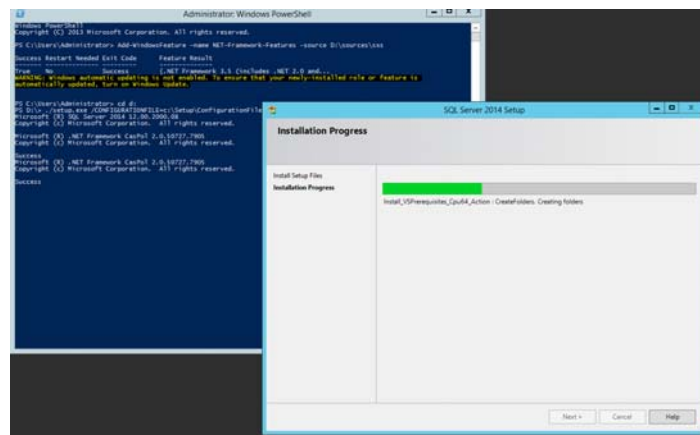 Administrator: Windows PowerShell
Windows PowerShell
Copyright (C) 2013 Microsoft Corporation. All rights reserved.
PS C:\Users\Administrator> Add-WindowsFeature -name NET-Framework-Features -source D:\sources\sxs
Success Restart Needed Exit Code Feature Result
True No Success {.NET Framework 3.5 (includes .NET 2.0 and...
WARNING: Windows automatic updating is not enabled. To ensure that your newly-installed role or feature is
automatically updated, turn on Windows Update.
PS C:\Users\Administrator> cd d:
PS D:\> ./setup.exe /CONFIGURATIONFILE=c:\Setup\ConfigurationFile
Microsoft (R) SQL Server 2014 12.00.2000.08
Copyright (c) Microsoft Corporation. All rights reserved.
Microsoft (R) .NET Framework CasPol 2.0.50727.7905
Copyright (c) Microsoft Corporation. All rights reserved.
Success
Microsoft (R) .NET Framework CasPol 2.0.50727.7905
Copyright (c) Microsoft Corporation. All rights reserved.
Success
SQL Server 2014 Setup
Installation Progress
Install Setup Files
Installation Progress
Install_VSPrerequisites_Cpu64_Action : CreateFolders. Creating folders
Next >
Cancel
Help